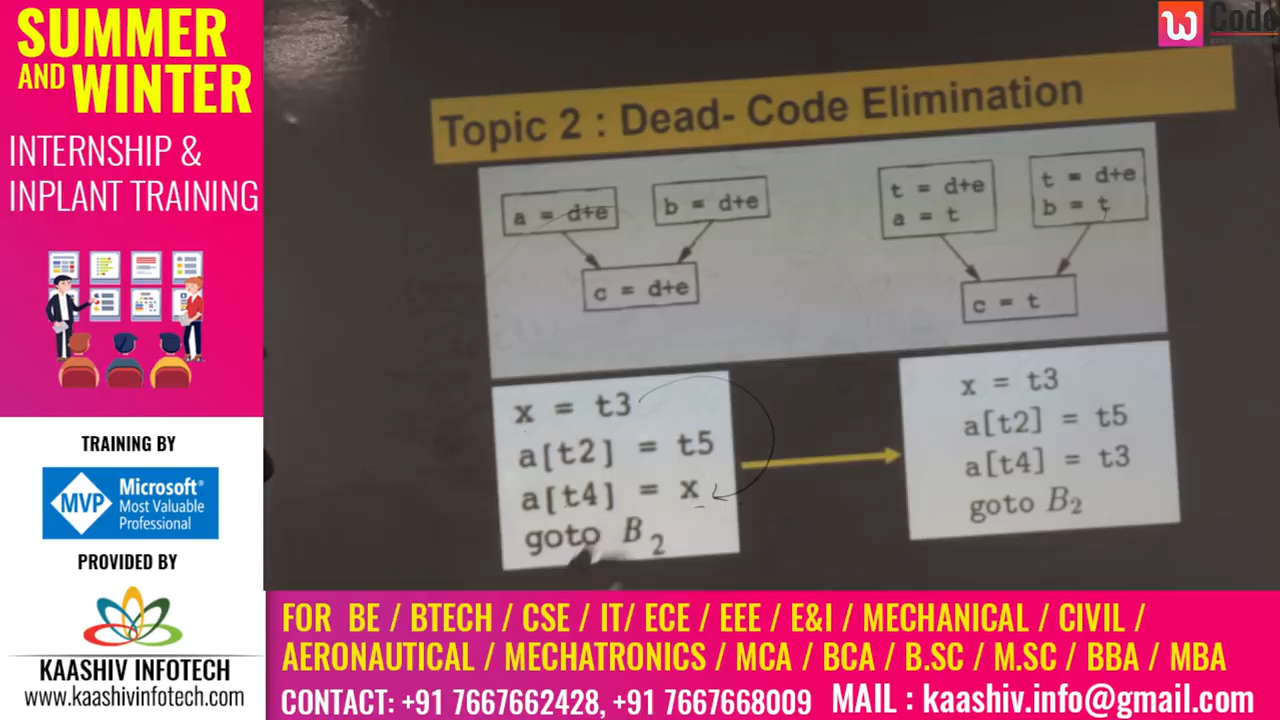 SUMMER
AND WINTER
INTERNSHIP &
INPLANT TRAINING
TRAINING BY
MVP
Microsoft®
Most Valuable
Professional
PROVIDED BY
KAASHIV INFOTECH
www.kaashivinfotech.com
W Code
Topic 2 : Dead- Code Elimination
a = d+e
b = d+e
c = d+e
t = d+e
a = t
t = d+e
b = t
c = t
x = t3
a[t2] = t5
a[t4] = x
goto B2
x = t3
a[t2] = t5
a[t4] = t3
goto B2
FOR BE / BTECH / CSE / IT/ ECE / EEE / E&I / MECHANICAL / CIVIL /
AERONAUTICAL / MECHATRONICS / MCA / BCA / B.SC / M.SC / BBA / MBA
CONTACT: +91 7667662428, +91 7667668009 MAIL : kaashiv.info@gmail.com